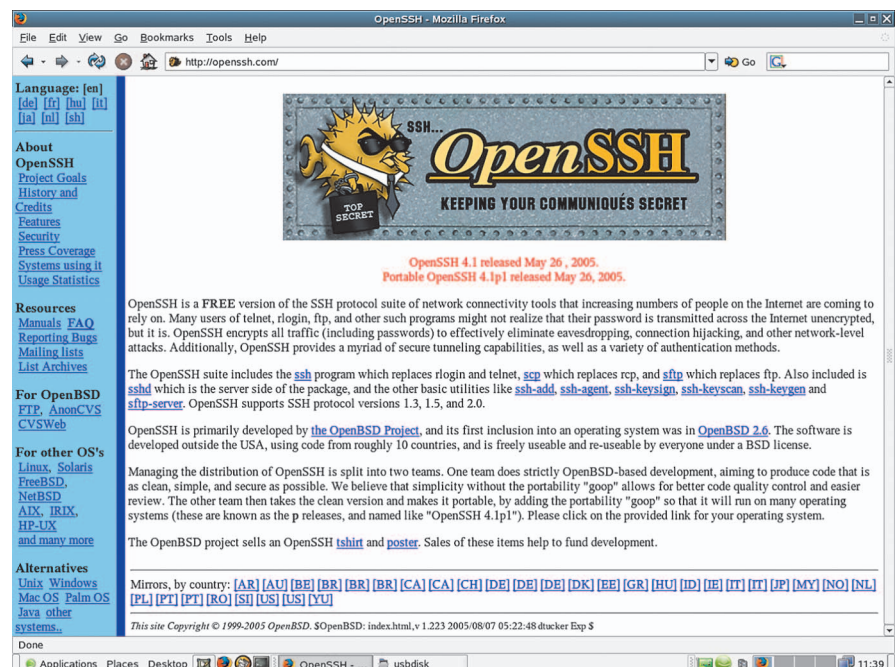 OpenSSH - Mozilla Firefox
File Edit View Go Bookmarks Tools Help
http://openssh.com/
Go
G
Language: [en]
[de] [fr] [hu] [it]
[ja] [nl] [sh]
About
OpenSSH
Project Goals
History and
Credits
Features
Security
Press Coverage
Systems using it
Usage Statistics
Resources
Manuals FAQ
Reporting Bugs
Mailing lists
List Archives
For OpenBSD
FTP, AnonCVS
CVSWeb
For other OS's
Linux, Solaris
FreeBSD,
NetBSD
AIX, IRIX,
HP-UX
and many more
Alternatives
Unix Windows
Mac OS Palm OS
Java other
systems..
SSH...
OpenSSH
KEEPING YOUR COMMUNIQUÉS SECRET
TOP
SECRET
OpenSSH 4.1 released May 26 , 2005.
Portable OpenSSH 4.1p1 released May 26, 2005.
OpenSSH is a FREE version of the SSH protocol suite of network connectivity tools that increasing numbers of people on the Internet are coming to
rely on. Many users of telnet, rlogin, ftp, and other such programs might not realize that their password is transmitted across the Internet unencrypted,
but it is. OpenSSH encrypts all traffic (including passwords) to effectively eliminate eavesdropping, connection hijacking, and other network-level
attacks. Additionally, OpenSSH provides a myriad of secure tunneling capabilities, as well as a variety of authentication methods.
The OpenSSH suite includes the ssh program which replaces rlogin and telnet, scp which replaces rcp, and sftp which replaces ftp. Also included is
sshd which is the server side of the package, and the other basic utilities like ssh-add, ssh-agent, ssh-keysign, ssh-keyscan, ssh-keygen and
sftp-server. OpenSSH supports SSH protocol versions 1.3, 1.5, and 2.0.
OpenSSH is primarily developed by the OpenBSD Project, and its first inclusion into an operating system was in OpenBSD 2.6. The software is
developed outside the USA, using code from roughly 10 countries, and is freely useable and re-useable by everyone under a BSD license.
Managing the distribution of OpenSSH is split into two teams. One team does strictly OpenBSD-based development, aiming to produce code that is
as clean, simple, and secure as possible. We believe that simplicity without the portability "goop" allows for better code quality control and easier
review. The other team then takes the clean version and makes it portable, by adding the portability "goop" so that it will run on many operating
systems (these are known as the p releases, and named like "OpenSSH 4.1p1"). Please click on the provided link for your operating system.
The OpenBSD project sells an OpenSSH tshirt and poster. Sales of these items help to fund development.
Mirrors, by country: [AR] [AU] [BE] [BR] [BR] [BR] [CA] [CA] [CH] [DE] [DE] [DE] [DK] [EE] [GR] [HU] [ID] [IE] [IT] [IT] [JP] [MY] [NO] [NL]
[PL] [PT] [PT] [RO] [SI] [US] [US] [YU]
This site Copyright © 1999-2005 OpenBSD. $OpenBSD: index.html,v 1.223 2005/08/07 05:22:48 dtucker Exp $
Done
Applications Places Desktop OpenSSH - usbdisk 11:39